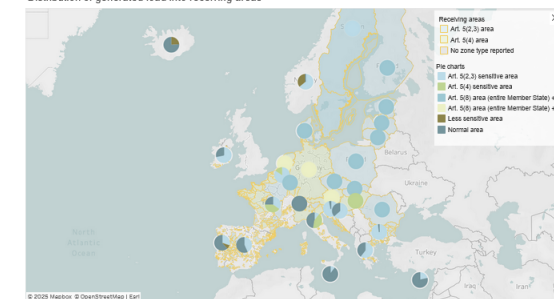 Distribution of generated load into receiving areas
Receiving areas
Art. 5(2,3) area
Art. 5(4) area
No zone type reported
Pie charts
Art. 5(2,3) sensitive area
Art. 5(4) sensitive area
Art. 5(8) area (entire Member State) +
Art. 5(8) area (entire Member State) +
Less sensitive area
Normal area
Belarus
Ukraine
North
Atlantic
Ocean
Turkey
Iraq
Iran
© 2025 Mapbox © OpenStreetMap | Esri